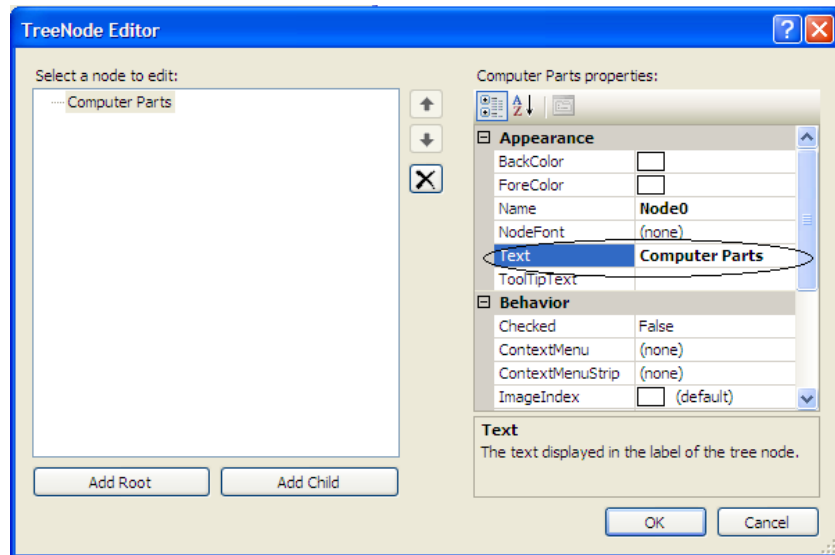 TreeNode Editor
Select a node to edit:
Computer Parts
Add Root
Add Child
Computer Parts properties:
Appearance
BackColor
ForeColor
Name Node0
NodeFont (none)
Text Computer Parts
ToolTipText
Behavior
Checked False
ContextMenu (none)
ContextMenuStrip (none)
ImageIndex (default)
Text
The text displayed in the label of the tree node.
OK
Cancel